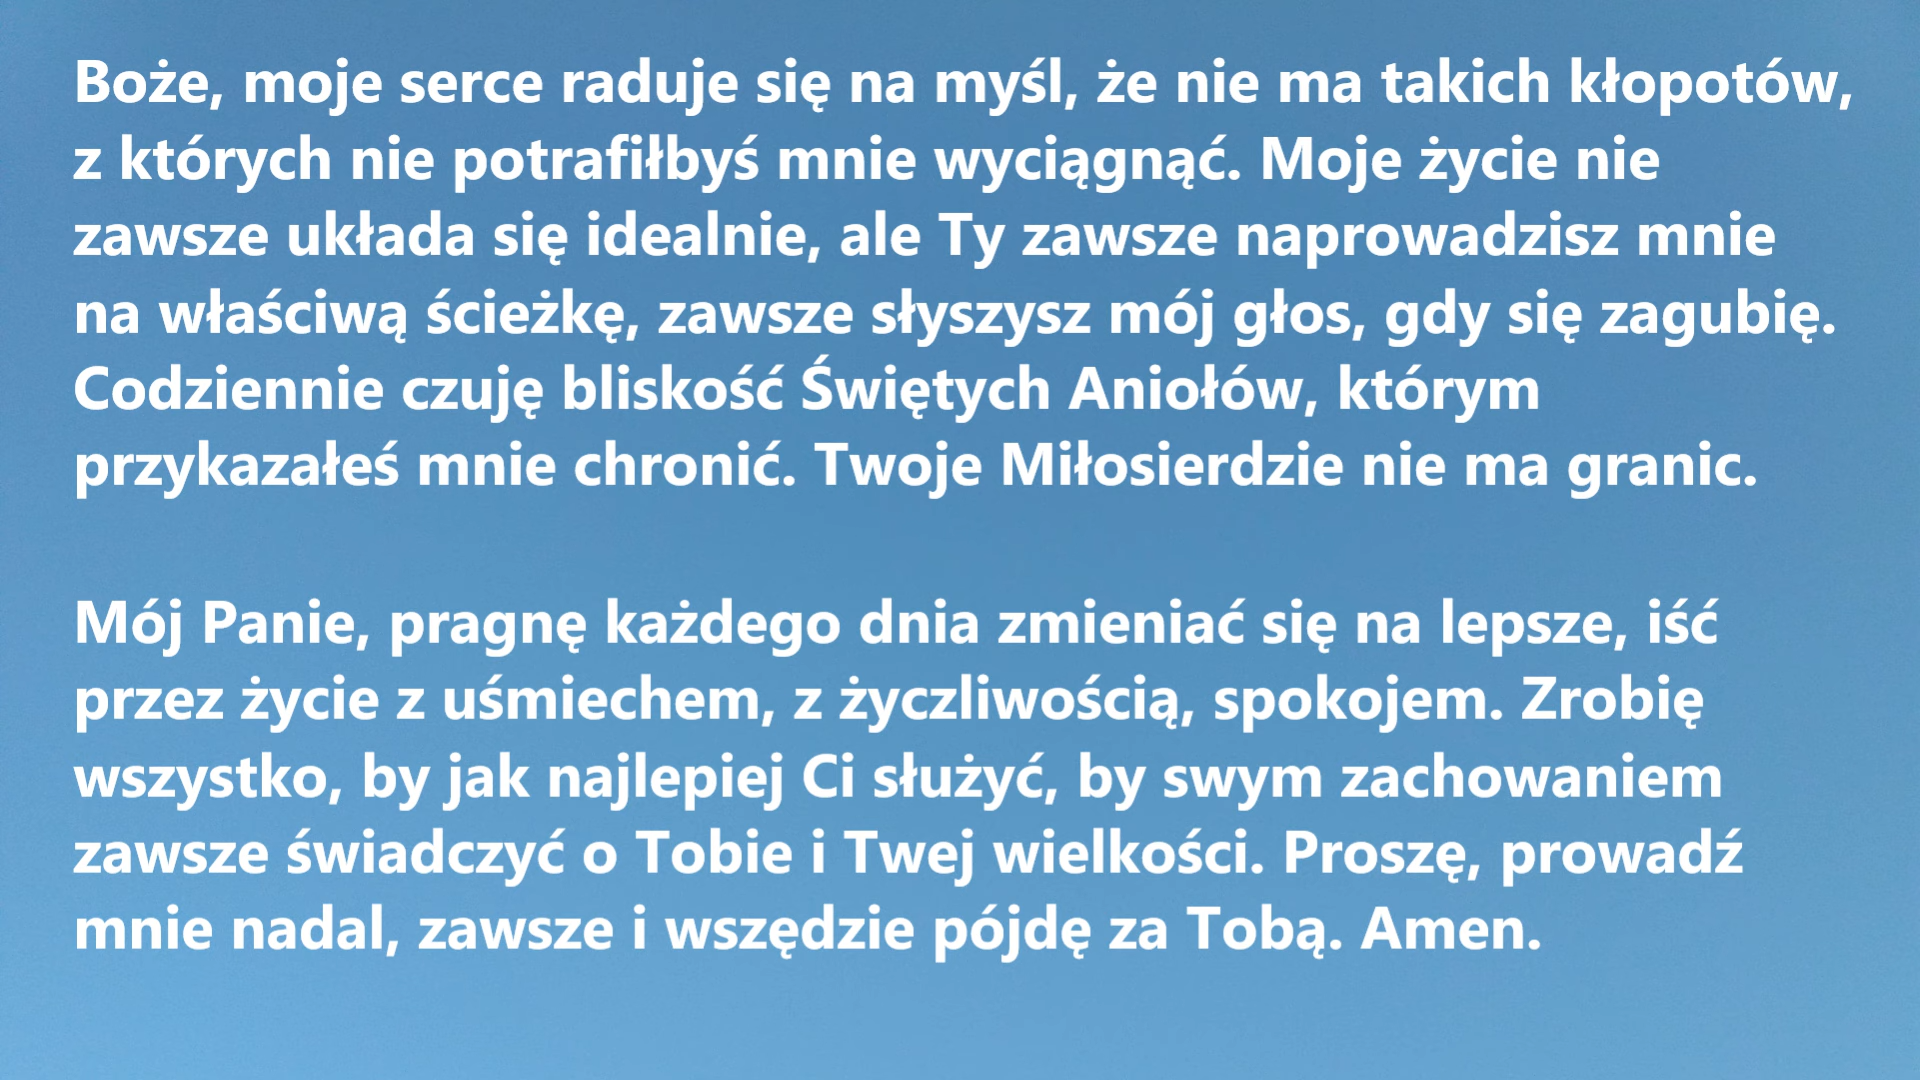 Boże, moje serce raduje się na myśl, że nie ma takich kłopotów,
z których nie potrafiłbyś mnie wyciągnąć. Moje życie nie
zawsze układa się idealnie, ale Ty zawsze naprowadzisz mnie
na właściwą ścieżkę, zawsze słyszysz mój głos, gdy się zagubię.
Codziennie czuję bliskość Świętych Aniołów, którym
przykazałeś mnie chronić. Twoje Miłosierdzie nie ma granic.
Mój Panie, pragnę każdego dnia zmieniać się na lepsze, iść
przez życie z uśmiechem, z życzliwością, spokojem. Zrobię
wszystko, by jak najlepiej Ci służyć, by swym zachowaniem
zawsze świadczyć o Tobie i Twej wielkości. Proszę, prowadź
mnie nadal, zawsze i wszędzie pójdę za Tobą. Amen.